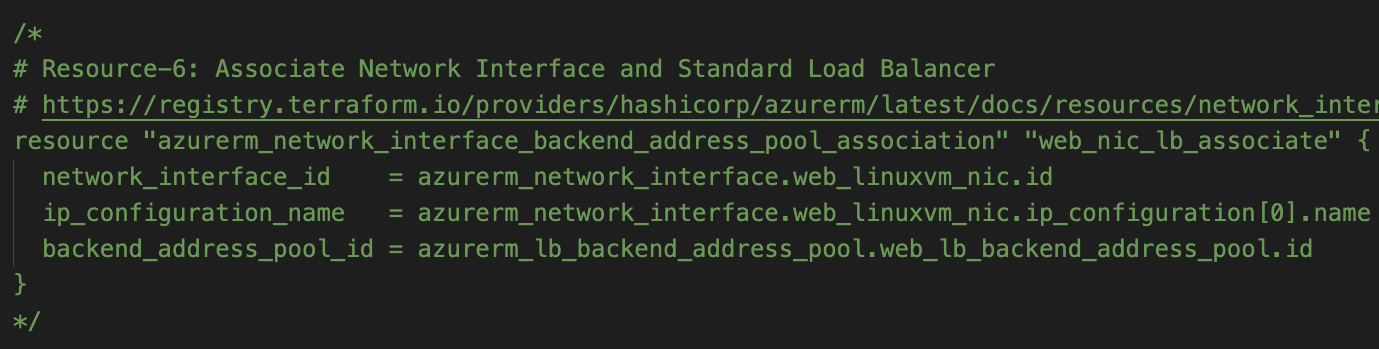 /*
# Resource-6: Associate Network Interface and Standard Load Balancer
# https://registry.terraform.io/providers/hashicorp/azurerm/latest/docs/resources/network_inter
resource "azurerm_network_interface_backend_address_pool_association" "web_nic_lb_associate" {
  network_interface_id    = azurerm_network_interface.web_linuxvm_nic.id
  ip_configuration_name   = azurerm_network_interface.web_linuxvm_nic.ip_configuration[0].name
  backend_address_pool_id = azurerm_lb_backend_address_pool.web_lb_backend_address_pool.id
}
*/